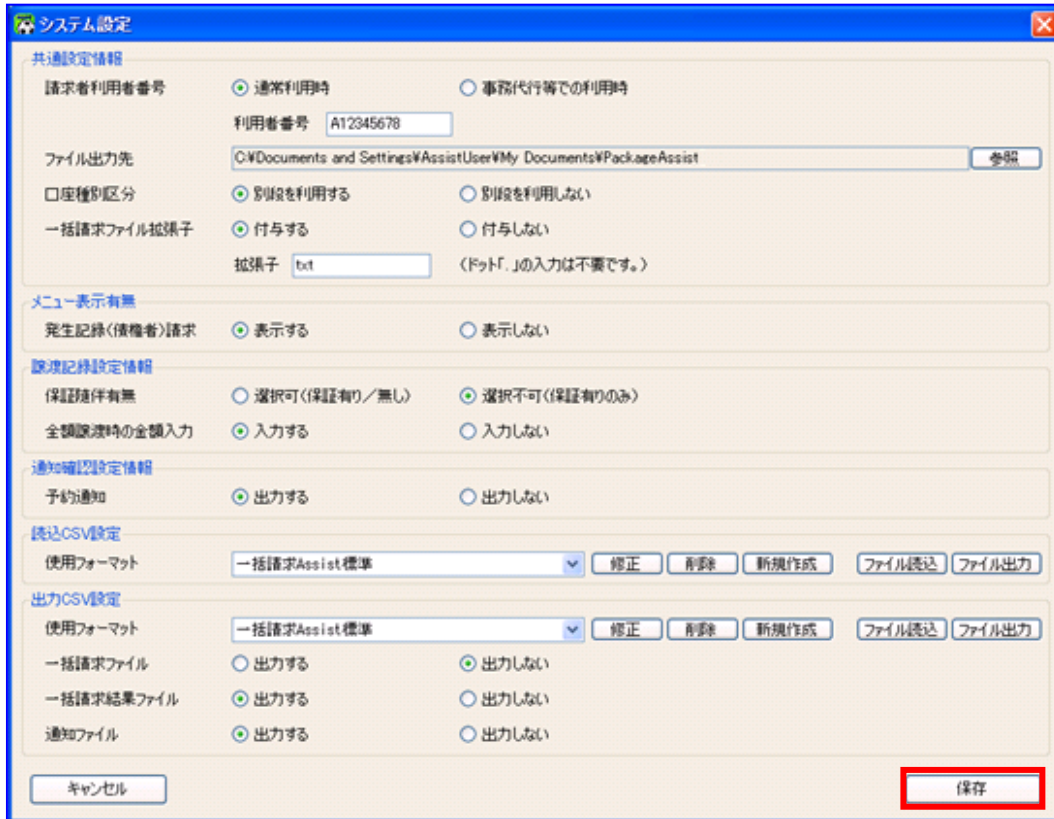 システム設定
共通設定情報
請求者利用者番号 通常利用時 事務代行等での利用時
利用者番号 A12345678
ファイル出力先 C:¥Documents and Settings¥AssistUser¥My Documents¥PackageAssist 参照
口座種別区分 別段を利用する 別段を利用しない
一括請求ファイル拡張子 付与する 付与しない
拡張子 txt (ドット「.」の入力は不要です。)
メニュー表示有無
発生記録(債権者)請求 表示する 表示しない
譲渡記録設定情報
保証随伴有無 選択可(保証有り/無し) 選択不可(保証有りのみ)
全額譲渡時の金額入力 入力する 入力しない
通知確認設定情報
予約通知 出力する 出力しない
読込CSV設定
使用フォーマット 一括請求Assist標準 修正 削除 新規作成 ファイル読込 ファイル出力
出力CSV設定
使用フォーマット 一括請求Assist標準 修正 削除 新規作成 ファイル読込 ファイル出力
一括請求ファイル 出力する 出力しない
一括請求結果ファイル 出力する 出力しない
通知ファイル 出力する 出力しない
キャンセル 保存